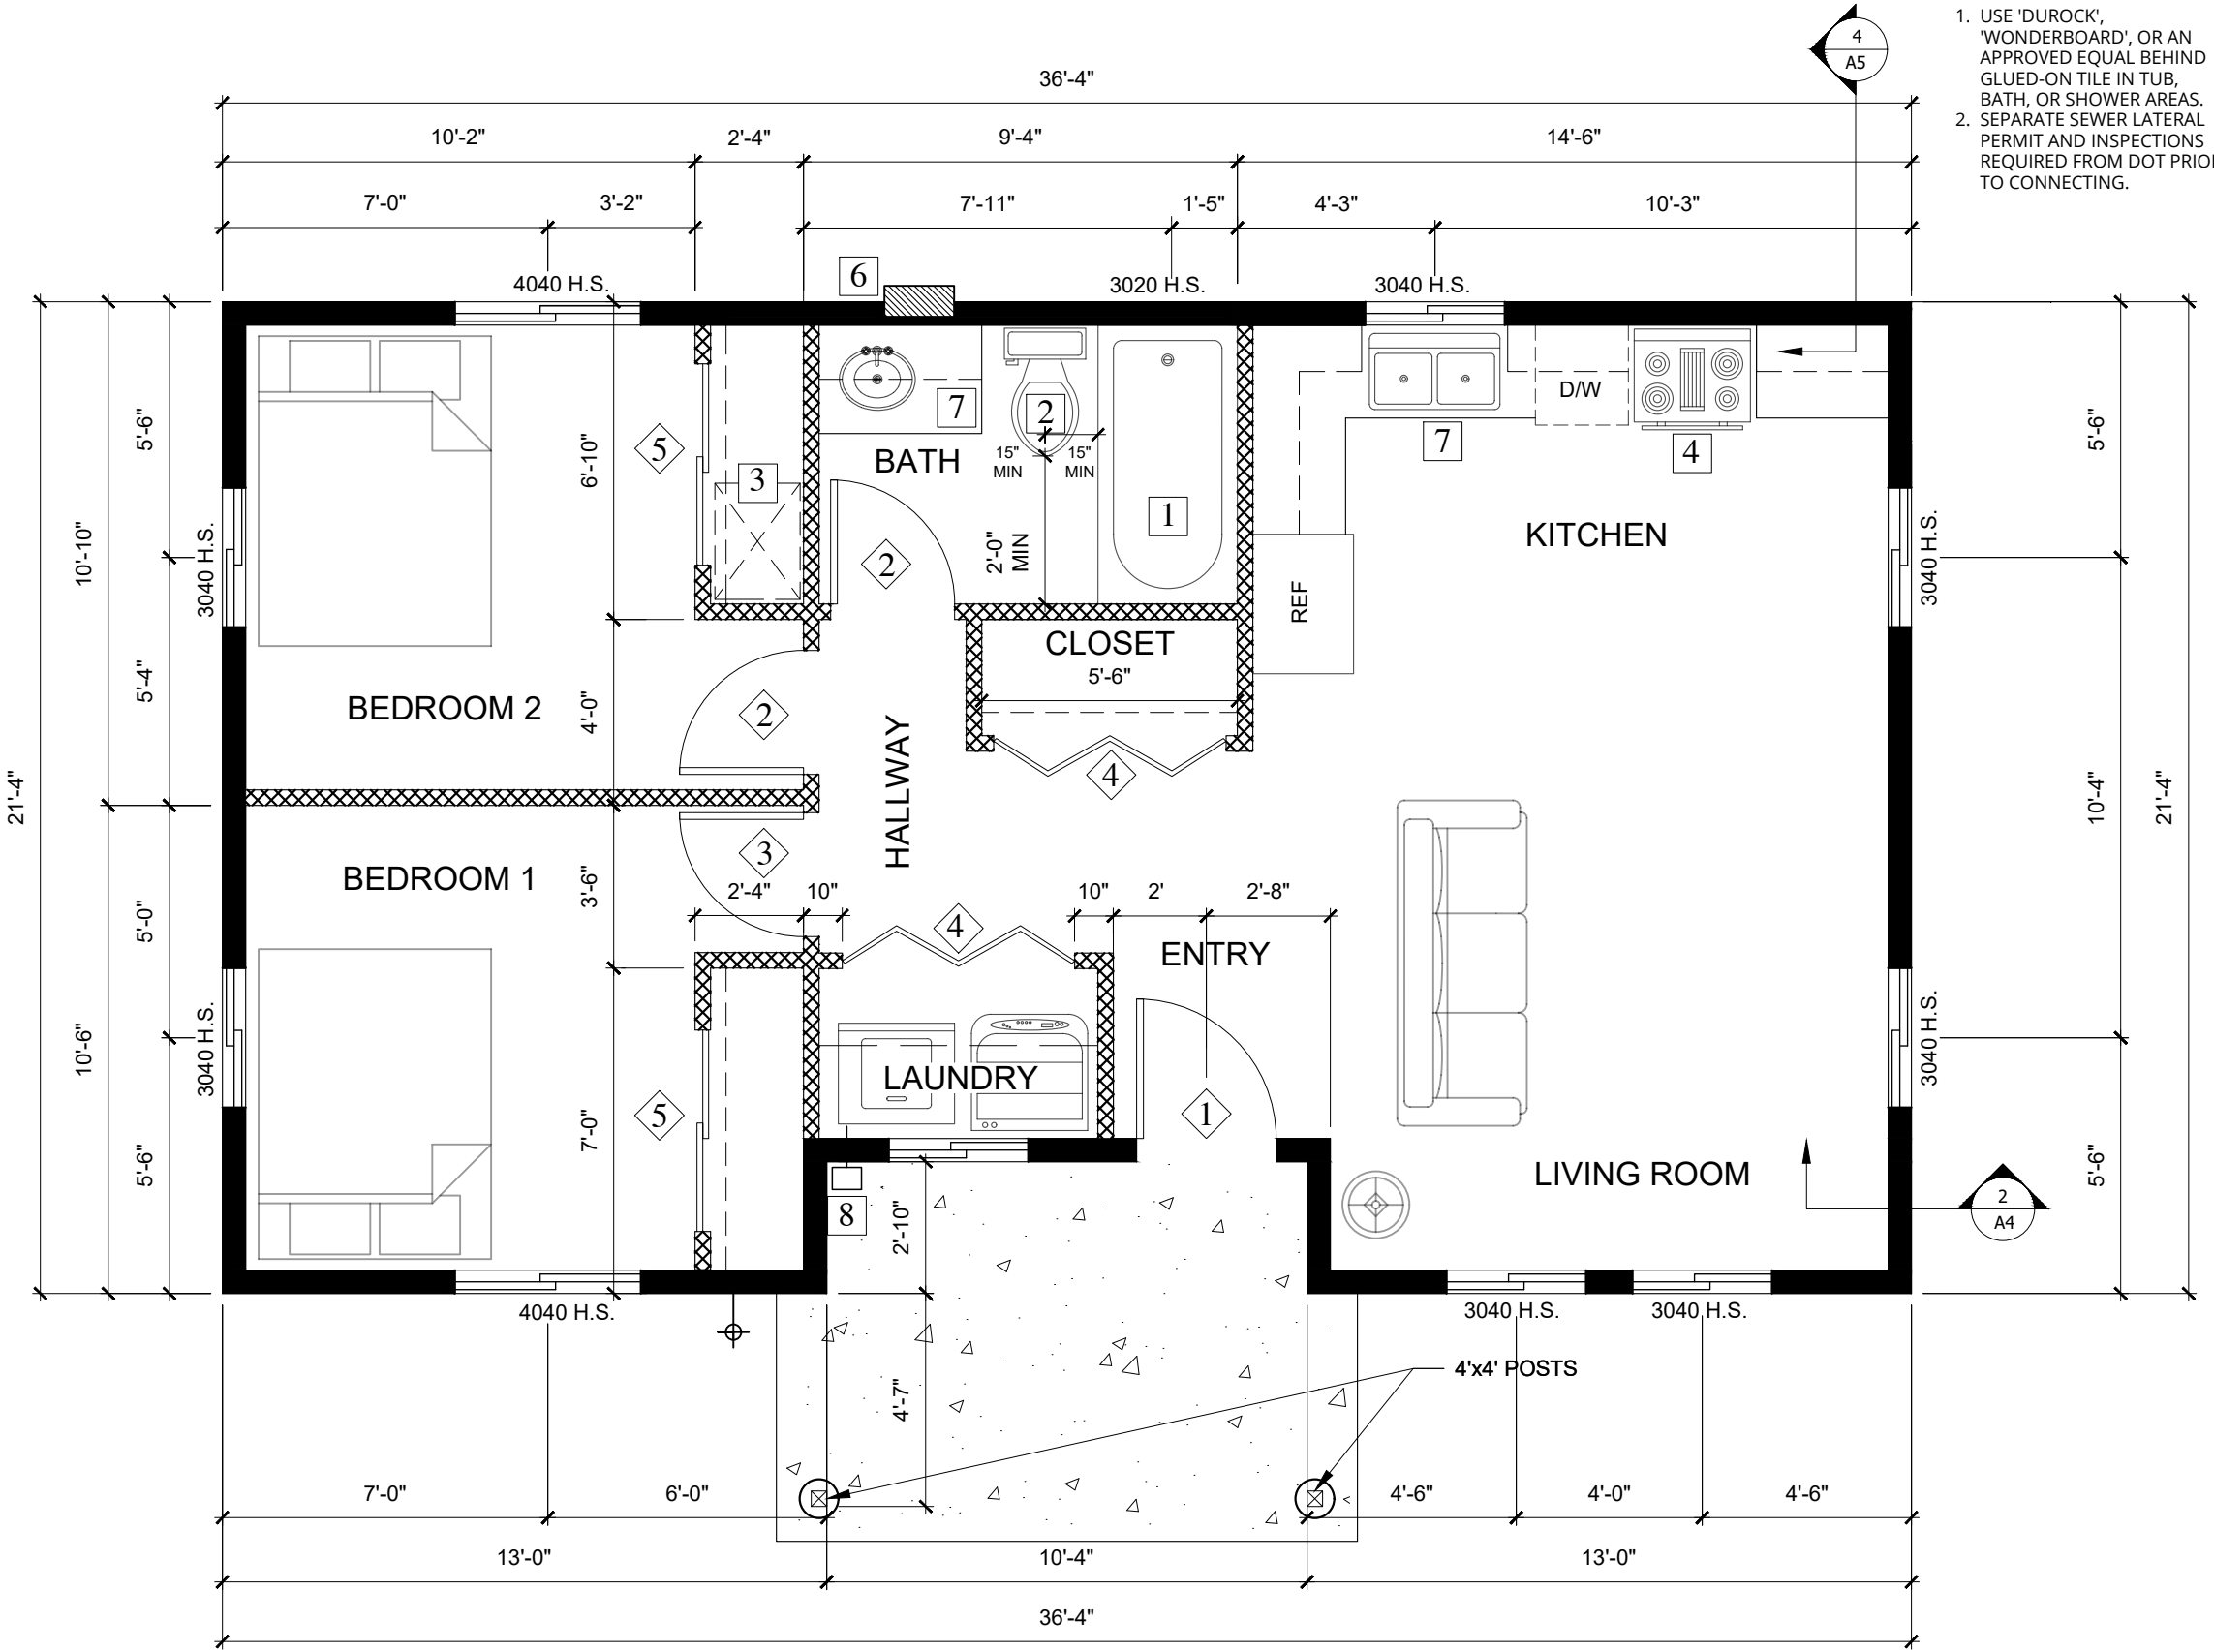 4
A5
1. USE 'DUROCK',
'WONDERBOARD', OR AN
APPROVED EQUAL BEHIND
GLUED-ON TILE IN TUB,
BATH, OR SHOWER AREAS.
2. SEPARATE SEWER LATERAL
PERMIT AND INSPECTIONS
REQUIRED FROM DOT PRIOR
TO CONNECTING.
36'-4"
10'-2" 2'-4" 9'-4" 14'-6"
7'-0" 3'-2" 7'-11" 1'-5" 4'-3" 10'-3"
4040 H.S. 6 3020 H.S. 3040 H.S.
5'-6"
10'-10"
3040 H.S.
5'-4"
21'-4"
5'-0"
10'-6"
3040 H.S.
5'-6"
6'-10"
5
3
7
2
BATH
15"
MIN
15"
MIN
1
2'-0"
MIN
2
D/W
7
4
KITCHEN
REF
3040 H.S.
5'-6"
CLOSET
5'-6"
BEDROOM 2
4'-0"
2
HALLWAY
4
10'-4"
21'-4"
BEDROOM 1
3'-6"
3
2'-4" 10" 10" 2' 2'-8"
4
ENTRY
3040 H.S.
LAUNDRY
5
7'-0"
1
LIVING ROOM
5'-6"
2
A4
8
2'-10"
4040 H.S. 3040 H.S. 3040 H.S.
4'x4' POSTS
4'-7"
7'-0" 6'-0" 4'-6" 4'-0" 4'-6"
13'-0" 10'-4" 13'-0"
36'-4"